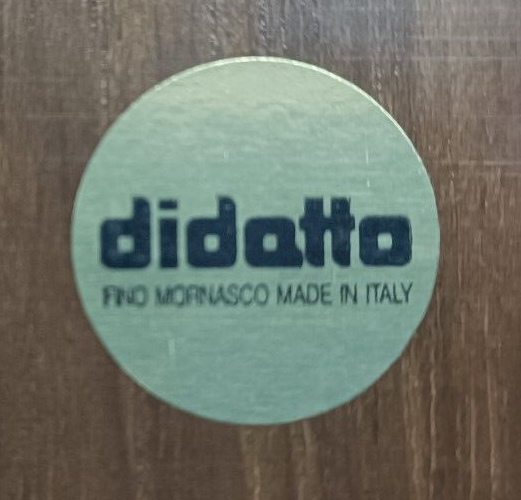 didatto
FINO MORNASCO MADE IN ITALY